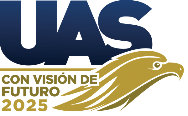 UAS
CON VISIÓN DE
FUTURO
2025